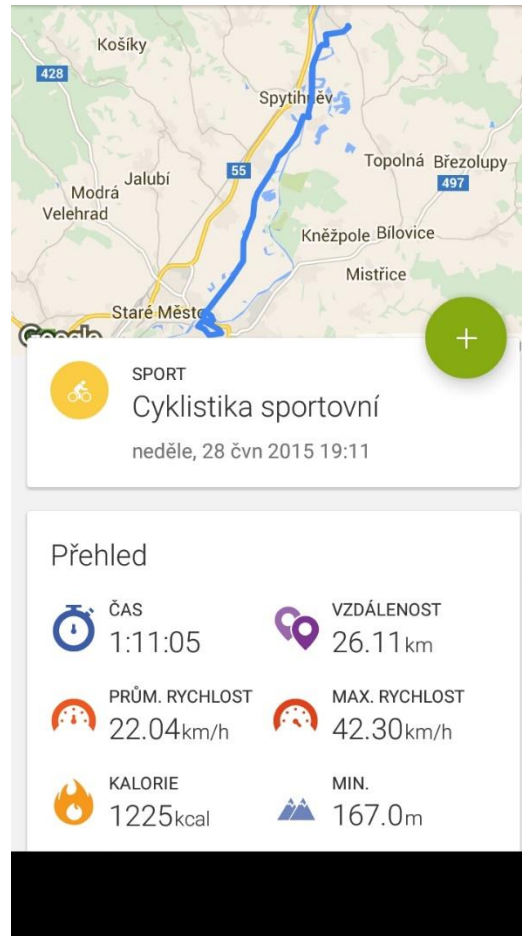 Košíky
428
Spytihněv
55
Topolná Březolupy
497
Jalubí
Modrá
Velehrad
Kněžpole Bílovice
Mistřice
Staré Město
Google
+
SPORT
Cyklistika sportovní
neděle, 28 čvn 2015 19:11
Přehled
ČAS
1:11:05
VZDÁLENOST
26.11km
PRŮM. RYCHLOST
22.04km/h
MAX. RYCHLOST
42.30km/h
KALORIE
1225kcal
MIN.
167.0m